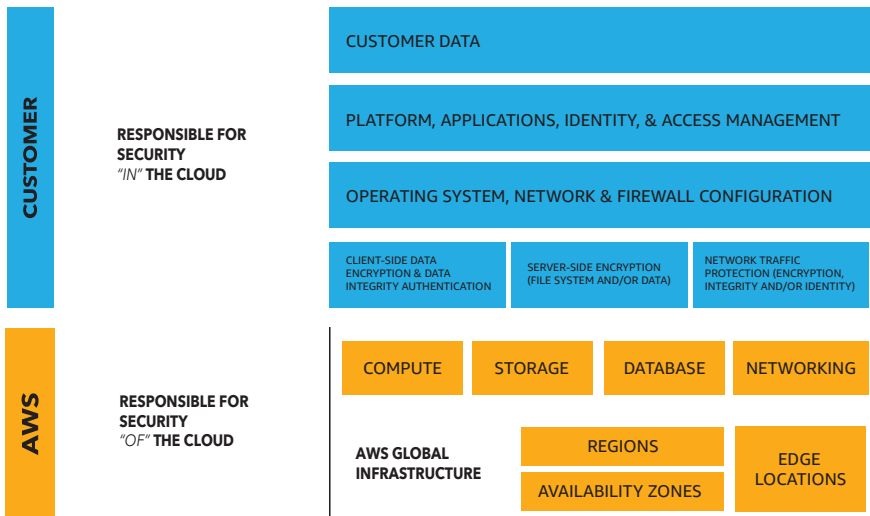 CUSTOMER
RESPONSIBLE FOR
SECURITY
“IN” THE CLOUD
CUSTOMER DATA
PLATFORM, APPLICATIONS, IDENTITY, & ACCESS MANAGEMENT
OPERATING SYSTEM, NETWORK & FIREWALL CONFIGURATION
CLIENT-SIDE DATA
ENCRYPTION & DATA
INTEGRITY AUTHENTICATION
SERVER-SIDE ENCRYPTION
(FILE SYSTEM AND/OR DATA)
NETWORK TRAFFIC
PROTECTION (ENCRYPTION,
INTEGRITY AND/OR IDENTITY)
AWS
RESPONSIBLE FOR
SECURITY
“OF” THE CLOUD
COMPUTE
STORAGE
DATABASE
NETWORKING
AWS GLOBAL
INFRASTRUCTURE
REGIONS
AVAILABILITY ZONES
EDGE
LOCATIONS